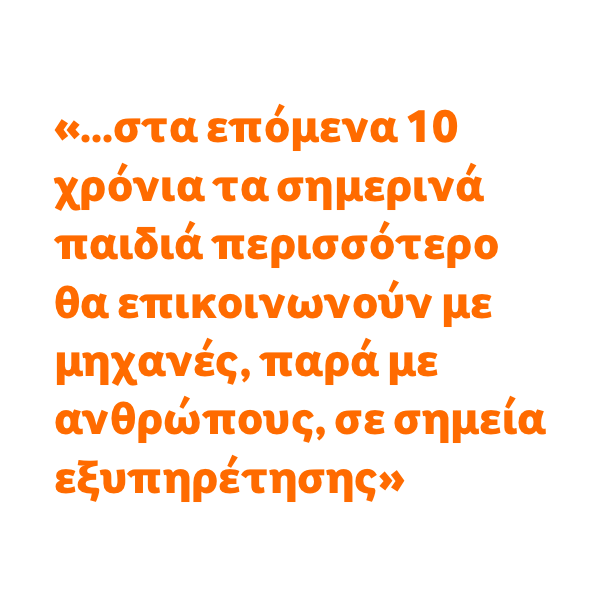 «...στα επόμενα 10
χρόνια τα σημερινά
παιδιά περισσότερο
θα επικοινωνούν με
μηχανές, παρά με
ανθρώπους, σε σημεία
εξυπηρέτησης»